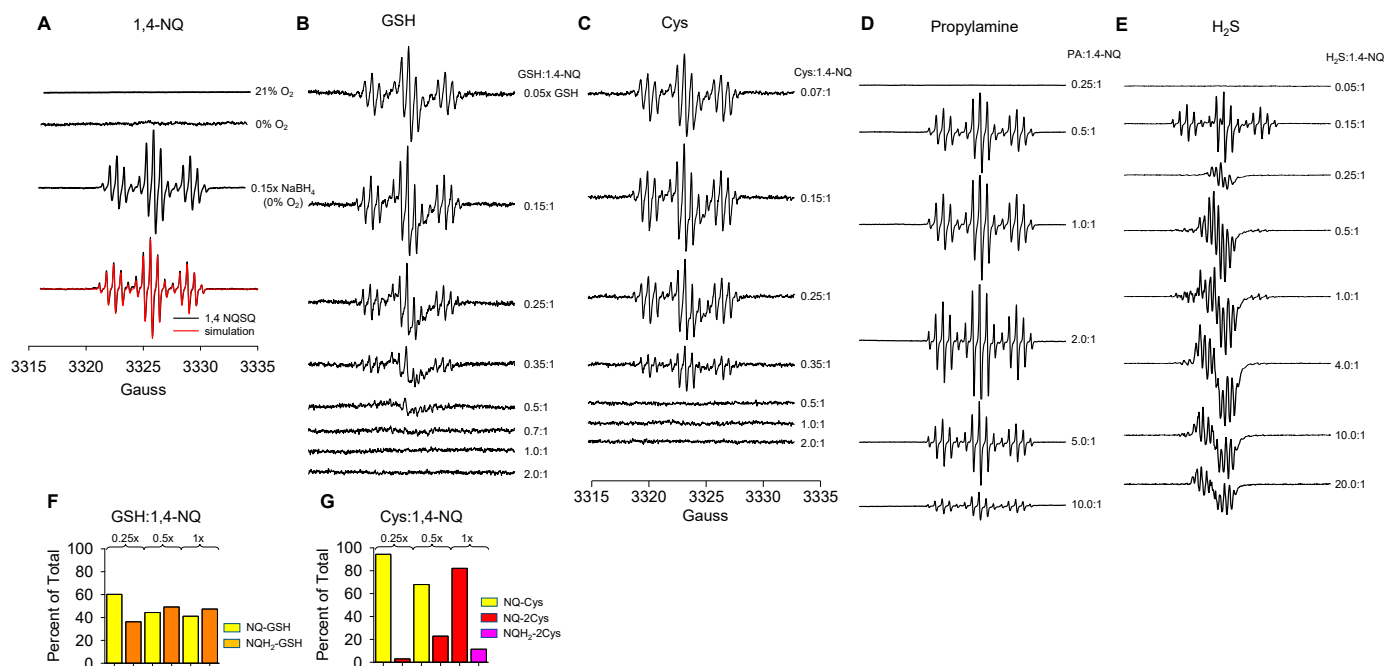 A
1,4-NQ
21% O2
0% O2
0.15x NaBH4
(0% O2)
1,4 NQSQ
simulation
3315 3320 3325 3330 3335
Gauss
B
GSH
GSH:1.4-NQ
0.05x GSH
0.15:1
0.25:1
0.35:1
0.5:1
0.7:1
1.0:1
2.0:1
C
Cys
Cys:1.4-NQ
0.07:1
0.15:1
0.25:1
0.35:1
0.5:1
1.0:1
2.0:1
3315 3320 3325 3330 3335
Gauss
D
Propylamine
PA:1.4-NQ
0.25:1
0.5:1
1.0:1
2.0:1
5.0:1
10.0:1
E
H2S
H2S:1.4-NQ
0.05:1
0.15:1
0.25:1
0.5:1
1.0:1
4.0:1
10.0:1
20.0:1
F
GSH:1,4-NQ
0.25x 0.5x 1x
Percent of Total
100
80
60
40
20
0
NQ-GSH
NQH2-GSH
G
Cys:1,4-NQ
0.25x 0.5x 1x
Percent of Total
100
80
60
40
20
0
NQ-Cys
NQ-2Cys
NQH2-2Cys